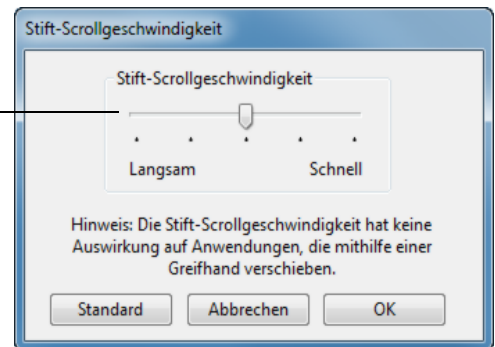 Stift-Scrollgeschwindigkeit
Stift-Scrollgeschwindigkeit
Langsam Schnell
Hinweis: Die Stift-Scrollgeschwindigkeit hat keine
Auswirkung auf Anwendungen, die mithilfe einer
Greifhand verschieben.
Standard Abbrechen OK